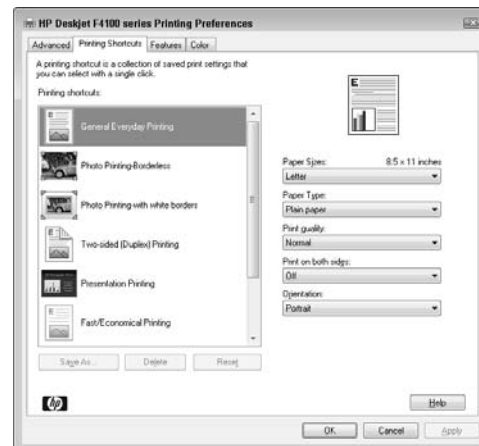 HP Deskjet F4100 series Printing Preferences
Advanced Printing Shortcuts Features Color
A printing shortcut is a collection of saved print settings that
you can select with a single click.
Printing shortcuts:
General Everyday Printing
Photo Printing-Borderless
Photo Printing-with white borders
Two-sided (Duplex) Printing
Presentation Printing
Fast/Economical Printing
Save As...
Delete
Reset
E
Paper Sizes: 8.5 x 11 inches
Letter
Paper Type:
Plain paper
Print quality:
Normal
Print on both sides:
Off
Orientation:
Portrait
hp
Help
OK
Cancel
Apply